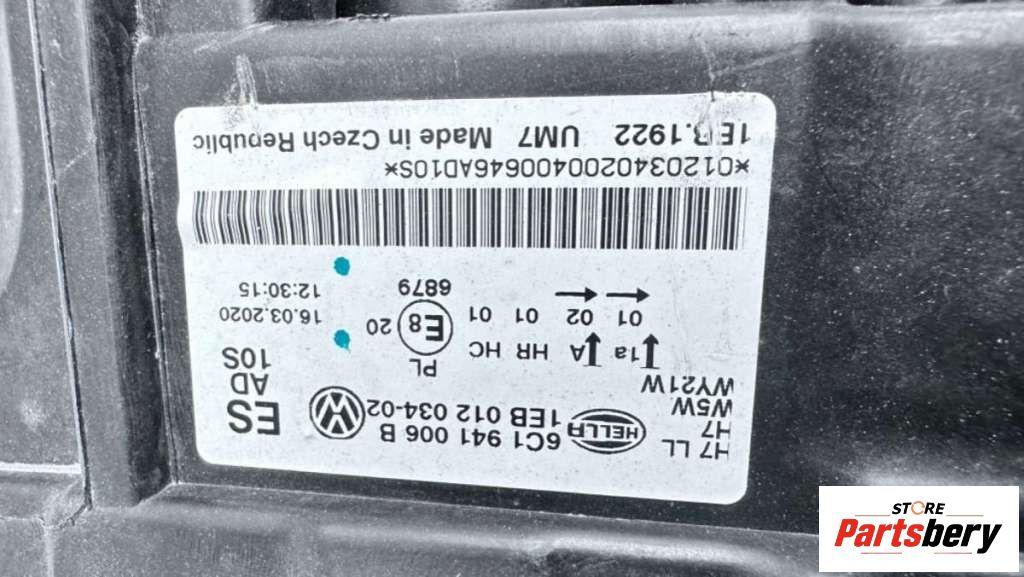 H7 LL
H7
W5W
WY21W
HELLA
6C1 941 006 B
1EB 012 034-02
ES
AD
10S
1a A HR HC PL
01 02 01 01
E8 20
6879
16.03.2020
12:30:15
*01203402000400646AD10S*
1922 UM7 Made in Czech Republic
STORE
Partsbery